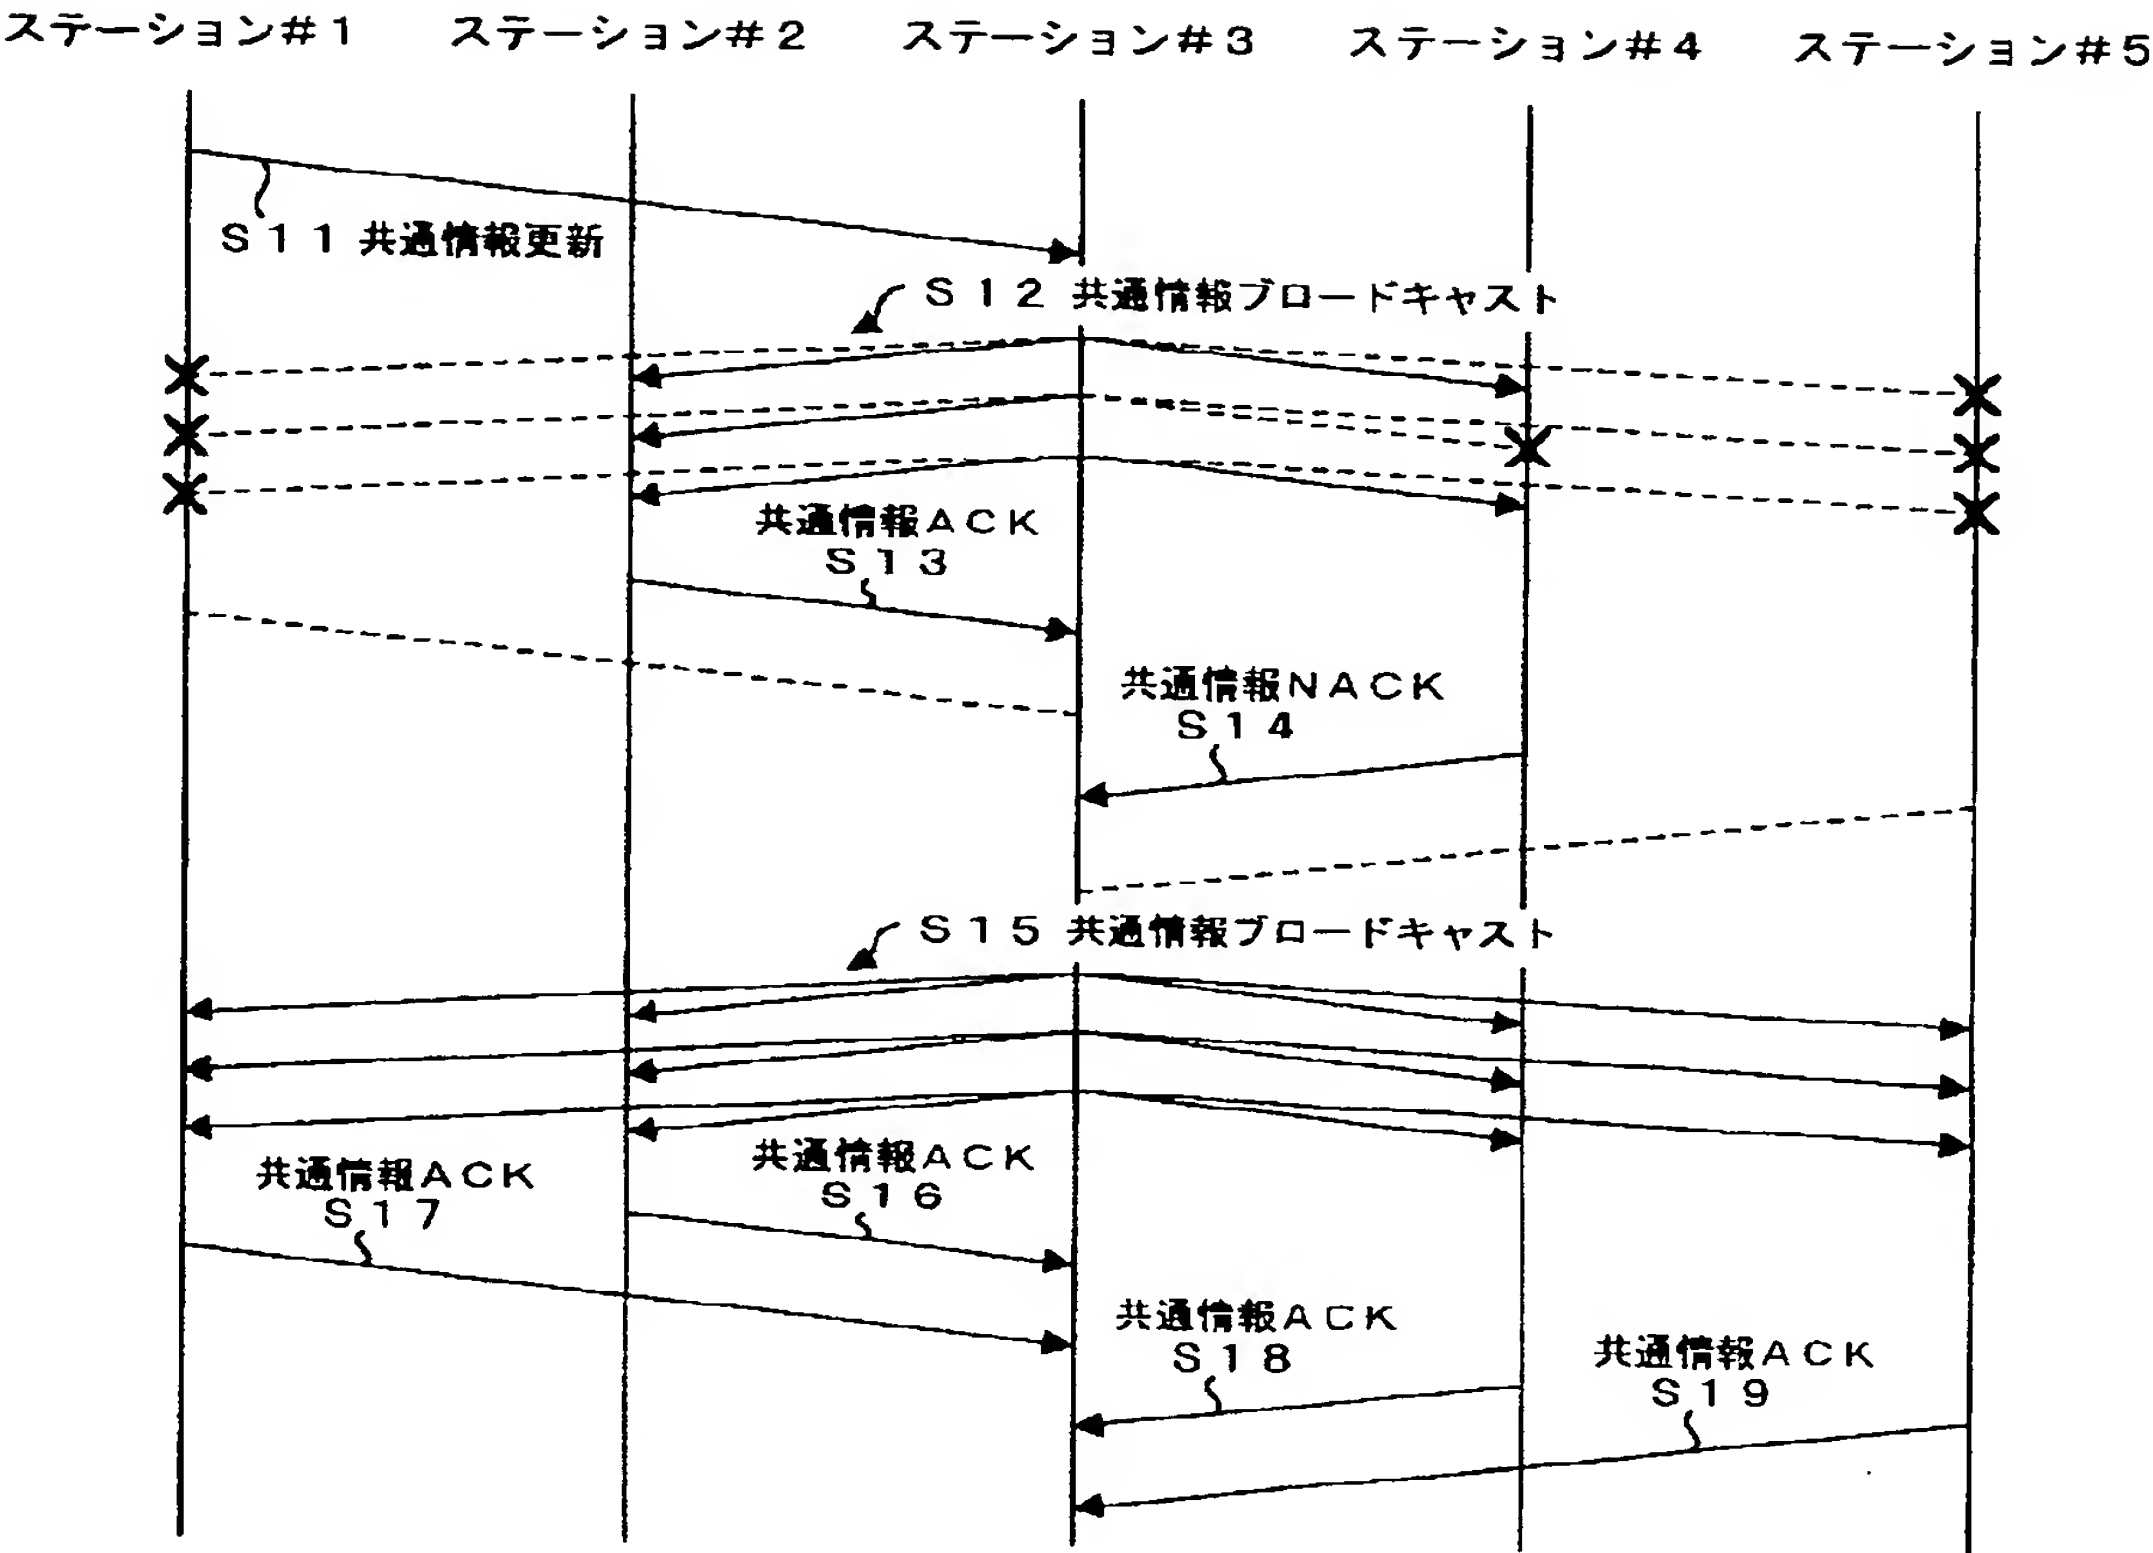 ステーション＃１
ステーション＃２
ステーション＃３
ステーション＃４
ステーション＃５
Ｓ１１ 共通情報更新
Ｓ１２ 共通情報ブロードキャスト
共通情報ＡＣＫ
Ｓ１３
共通情報ＮＡＣＫ
Ｓ１４
Ｓ１５ 共通情報ブロードキャスト
共通情報ＡＣＫ
Ｓ１６
共通情報ＡＣＫ
Ｓ１７
共通情報ＡＣＫ
Ｓ１８
共通情報ＡＣＫ
Ｓ１９